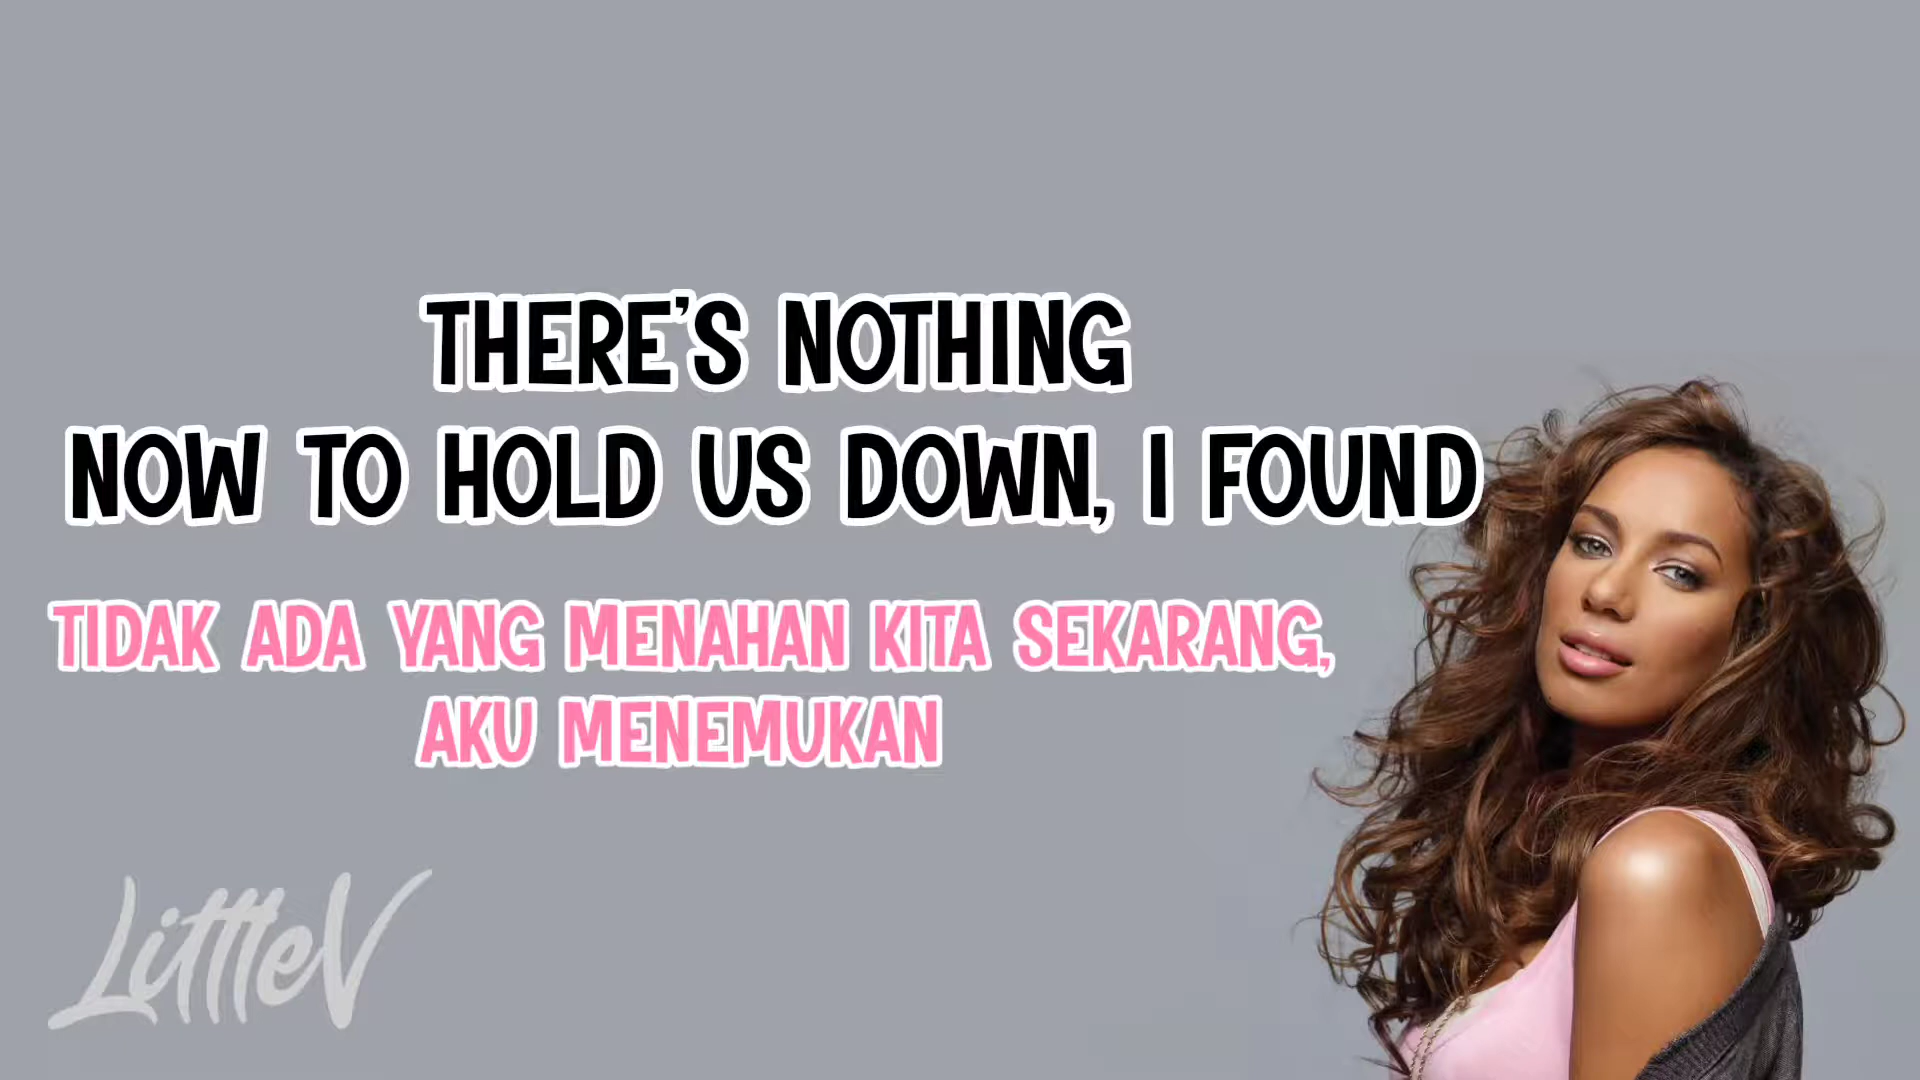 THERE'S NOTHING
NOW TO HOLD US DOWN, I FOUND
TIDAK ADA YANG MENAHAN KITA SEKARANG,
AKU MENEMUKAN
LittleV